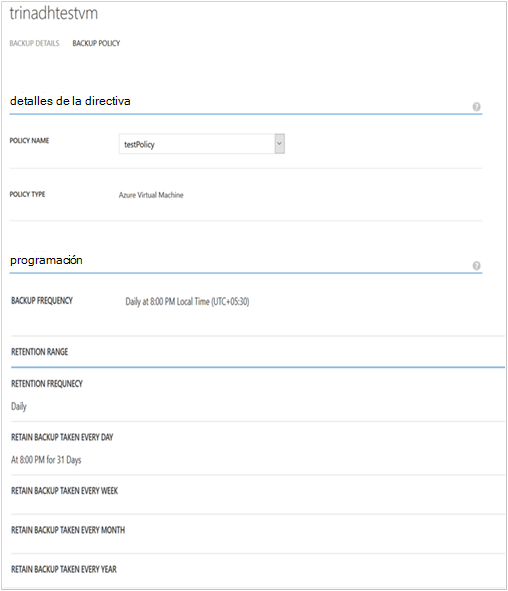 trinadhtestvm
BACKUP DETAILS BACKUP POLICY
detalles de la directiva
?
POLICY NAME testPolicy
POLICY TYPE Azure Virtual Machine
programación
?
BACKUP FREQUENCY Daily at 8:00 PM Local Time (UTC+05:30)
RETENTION RANGE
RETENTION FREQUNECY
Daily
RETAIN BACKUP TAKEN EVERY DAY
At 8:00 PM for 31 Days
RETAIN BACKUP TAKEN EVERY WEEK
RETAIN BACKUP TAKEN EVERY MONTH
RETAIN BACKUP TAKEN EVERY YEAR